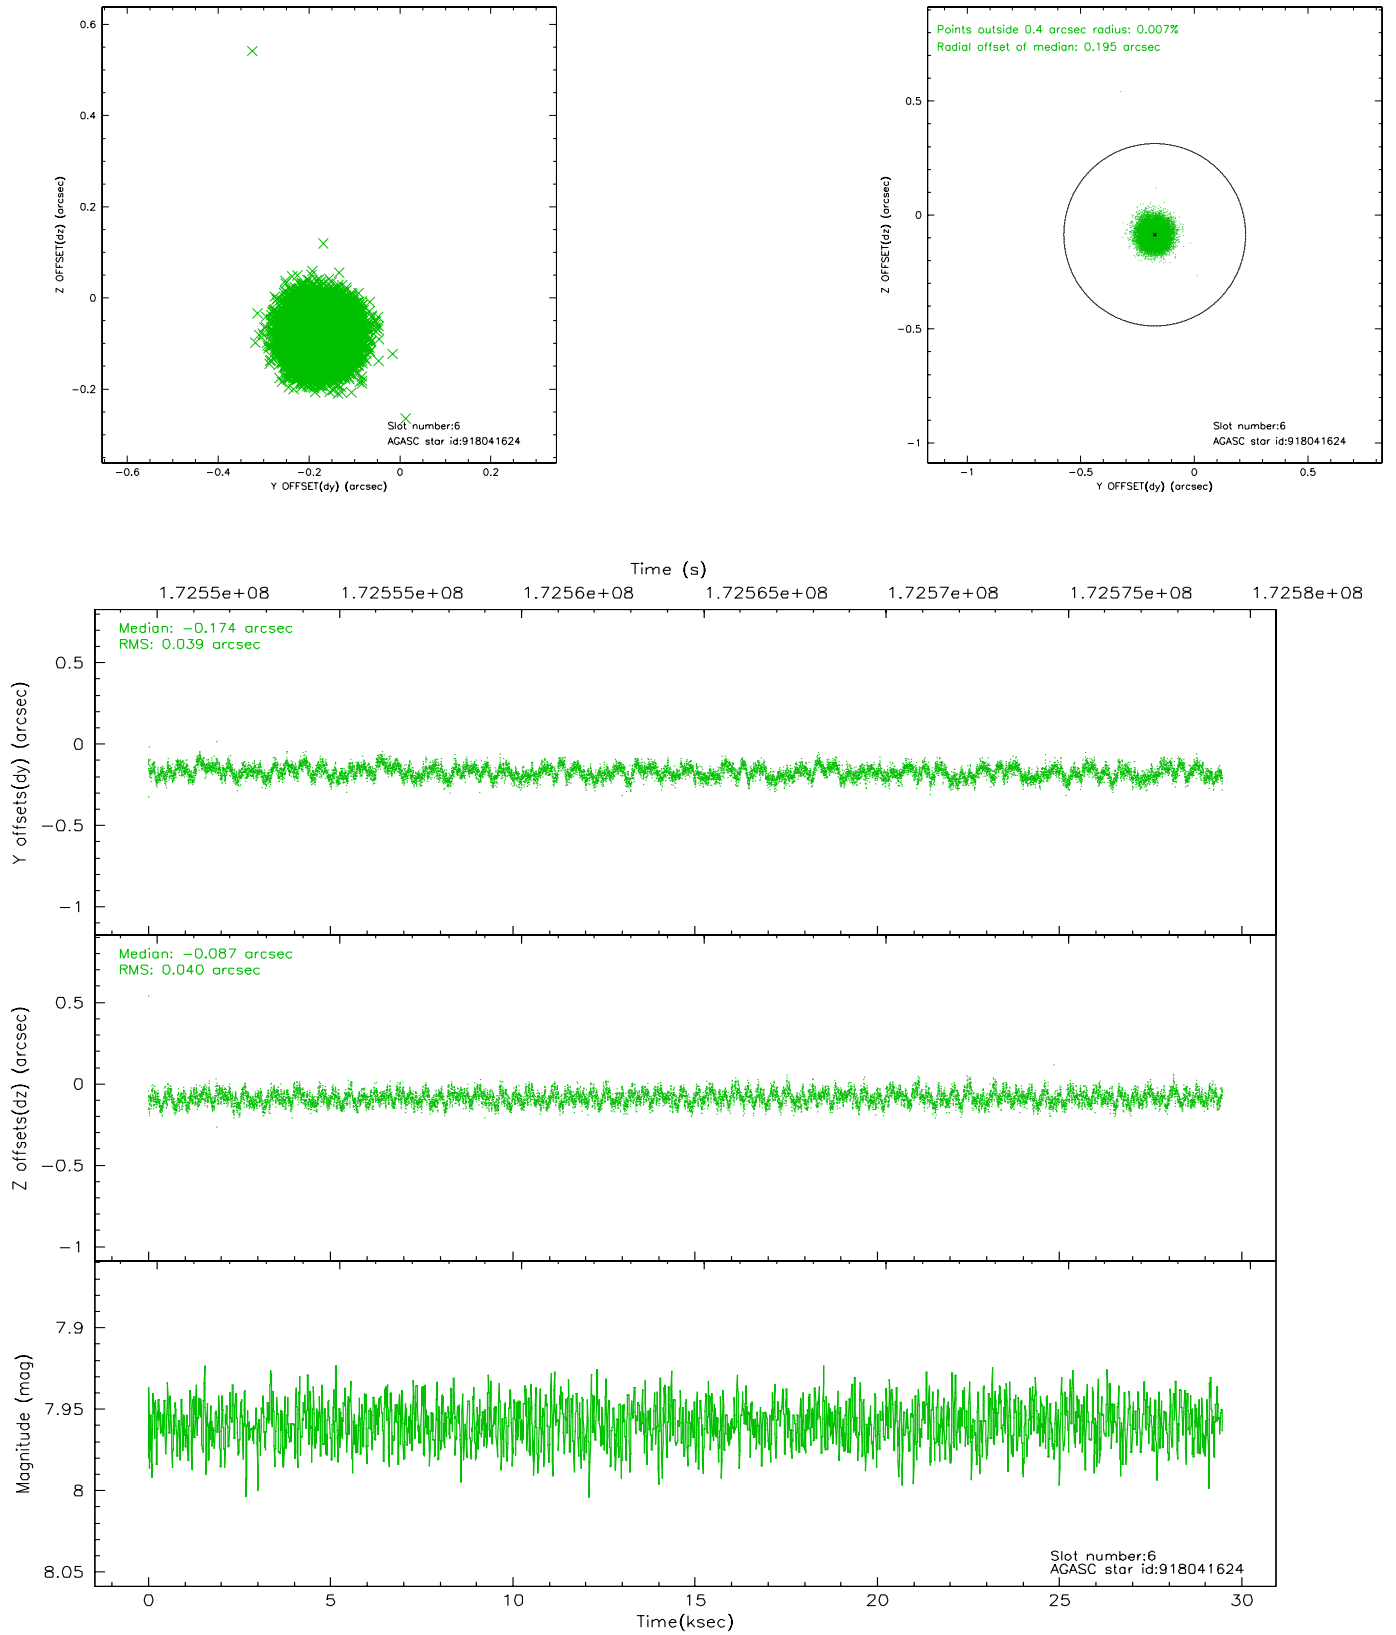 0.6
0.4
0.2
0
−0.2
Z OFFSET(dz) (arcsec)
−0.6
−0.4
−0.2
0
0.2
Y OFFSET(dy) (arcsec)
Slot number:6
AGASC star id:918041624
Points outside 0.4 arcsec radius: 0.007%
Radial offset of median: 0.195 arcsec
0.5
0
−0.5
−1
Z OFFSET(dz) (arcsec)
−1
−0.5
0
0.5
Y OFFSET(dy) (arcsec)
Slot number:6
AGASC star id:918041624
Time (s)
1.7255e+08
1.72555e+08
1.7256e+08
1.72565e+08
1.7257e+08
1.72575e+08
1.7258e+08
Median: −0.174 arcsec
RMS: 0.039 arcsec
0.5
0
−0.5
−1
Y offsets(dy) (arcsec)
Median: −0.087 arcsec
RMS: 0.040 arcsec
0.5
0
−0.5
−1
Z offsets(dz) (arcsec)
7.9
7.95
8
8.05
Magnitude (mag)
Slot number:6
AGASC star id:918041624
0
5
10
15
20
25
30
Time(ksec)